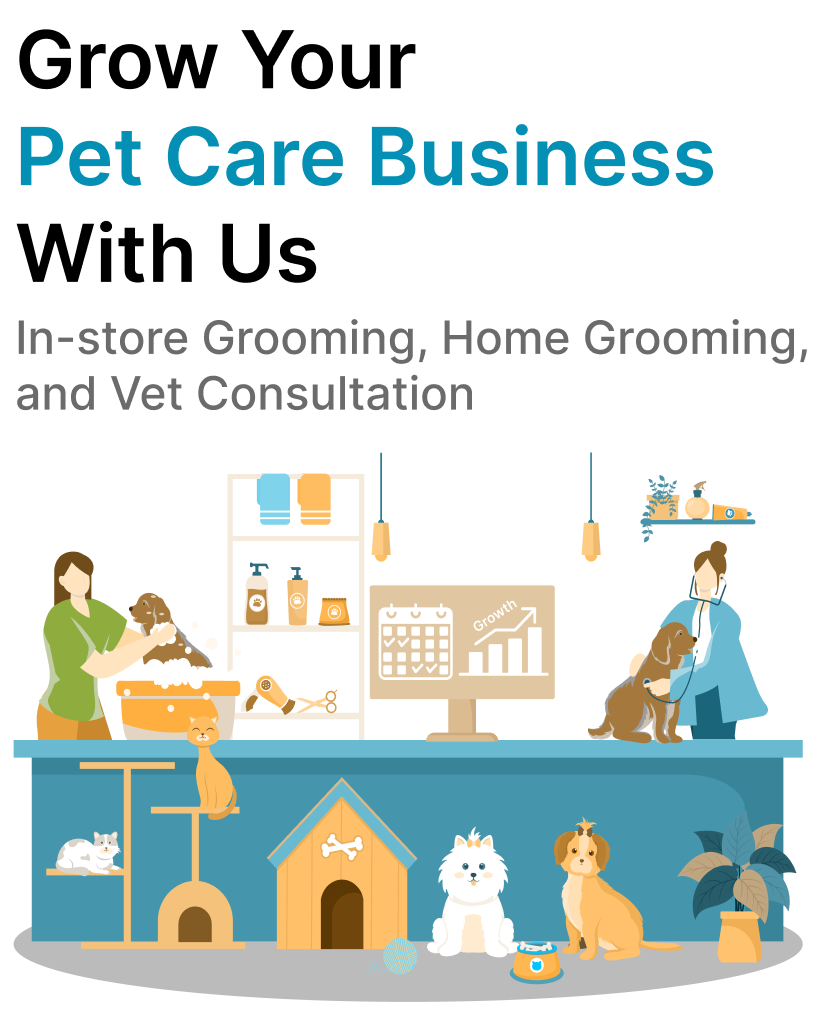 Grow Your
Pet Care Business
With Us
In-store Grooming, Home Grooming,
and Vet Consultation
Growth